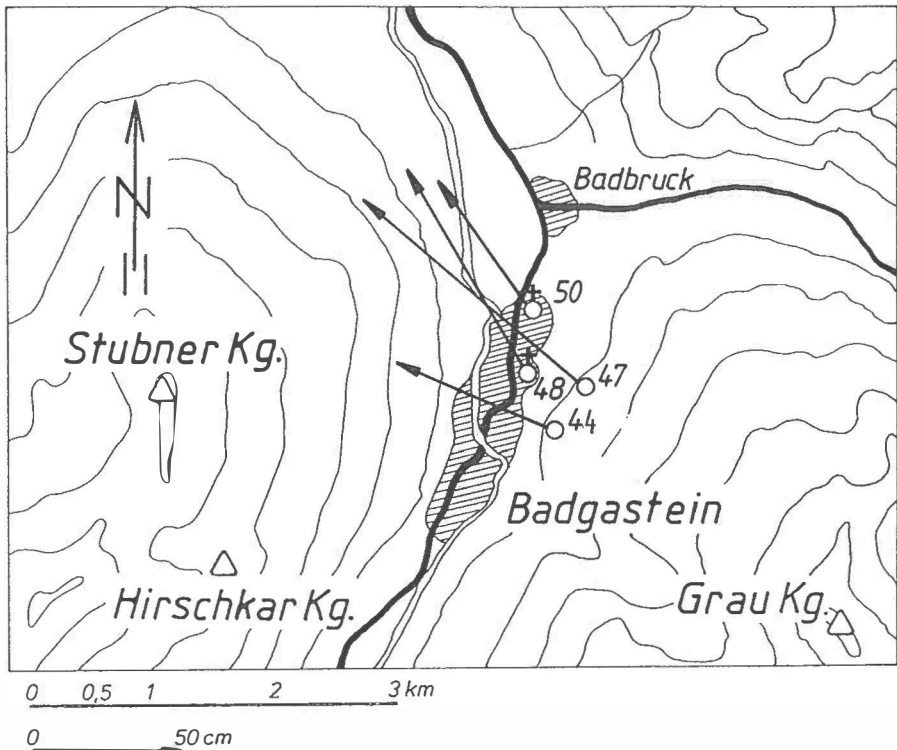 Badbruck
N
50
Stubner Kg.
48
47
44
Badgastein
Hirschkar Kg.
Grau Kg.
0 0,5 1 2 3 km
0 50 cm